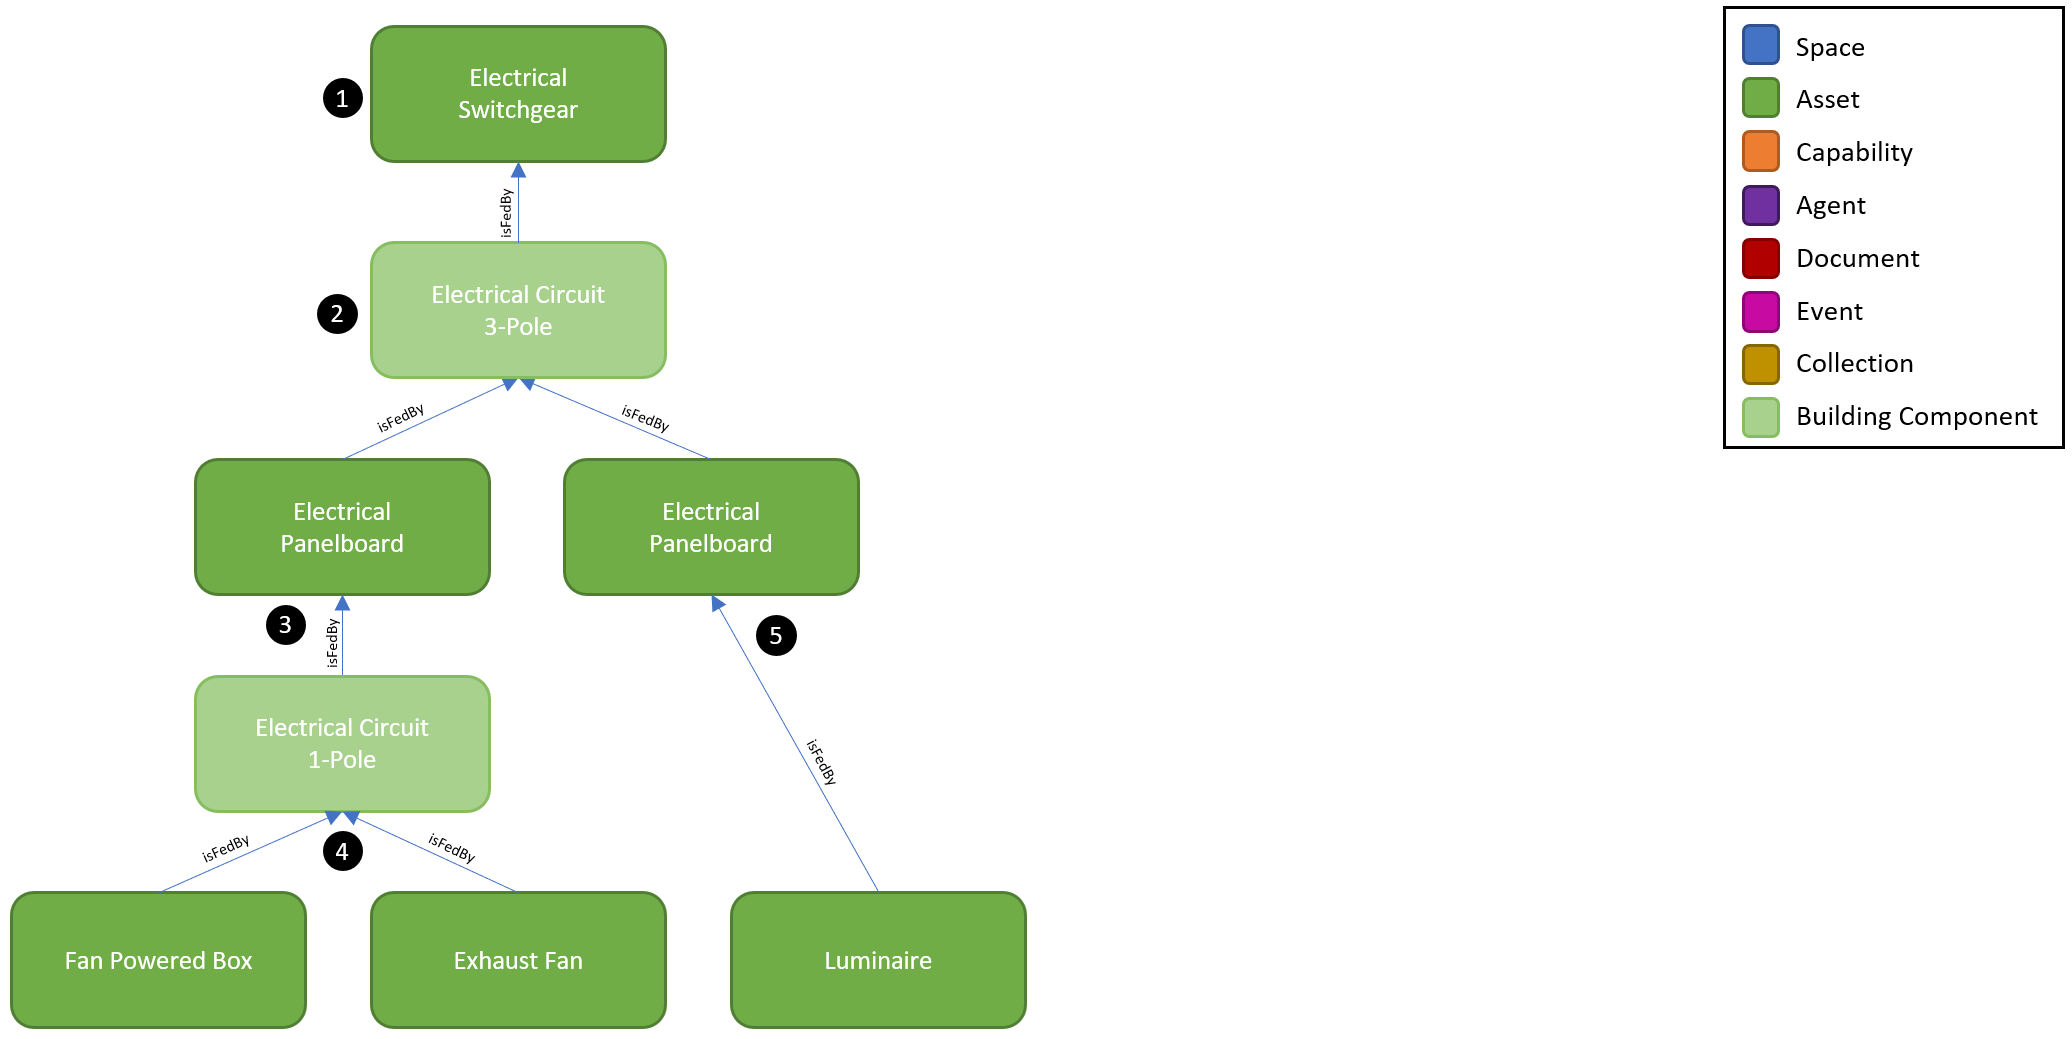 1
Electrical
Switchgear
isFedBy
2
Electrical Circuit
3-Pole
isFedBy
isFedBy
Electrical
Panelboard
Electrical
Panelboard
3
isFedBy
5
Electrical Circuit
1-Pole
isFedBy
isFedBy
4
isFedBy
Fan Powered Box
Exhaust Fan
Luminaire
Space
Asset
Capability
Agent
Document
Event
Collection
Building Component